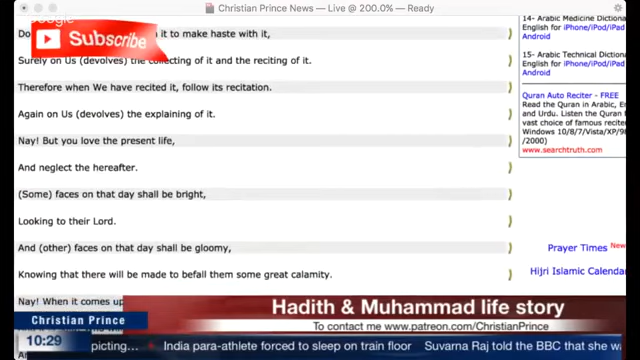 Christian Prince News — Live @ 200.0% — Ready
Google
Subscribe
Do
it to make haste with it,
Surely on Us (devolves) the collecting of it and the reciting of it.
Therefore when We have recited it, follow its recitation.
Again on Us (devolves) the explaining of it.
Nay! But you love the present life,
And neglect the hereafter.
(Some) faces on that day shall be bright,
Looking to their Lord.
And (other) faces on that day shall be gloomy,
Knowing that there will be made to befall them some great calamity.
Nay! When it comes up
14- Arabic Medicine Dictiona
English for iPhone/iPod/iPad
Android
15- Arabic Technical Dictiona
English for iPhone/iPod/iPad
Android
Quran Auto Reciter - FREE
Read the Quran in Arabic, En
and Urdu. Listen the Quran f
vast choice of famous reciter
Windows 10/8/7/Vista/XP/98
/2000)
www.searchtruth.com
Prayer Times New
Hijri Islamic Calenda
Hadith & Muhammad life story
To contact me www.patreon.com/ChristianPrince
Christian Prince
10:29
picting... India para-athlete forced to sleep on train floor Suvarna Raj told the BBC that she wa